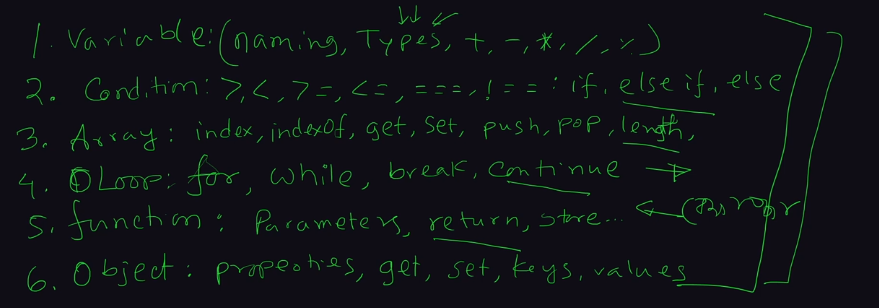 1. Variable: (naming, Types, +, -, *, /, %)
2. Condition: >, <, >=, <=, ===, !== : if, else if, else
3. Array: index, indexOf, get, set, push, pop, length,
4. Loop: for, while, break, continue →
5. function: Parameters, return, store... ←
6. Object: properties, get, set, keys, values